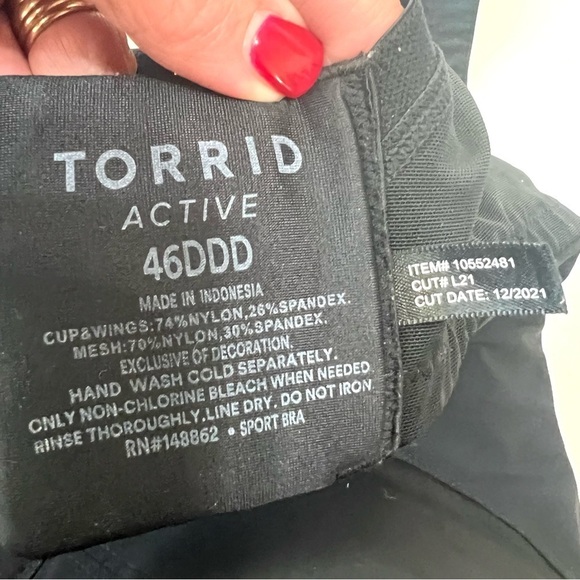 TORRID
ACTIVE
46DDD
MADE IN INDONESIA
CUP&WINGS:74%NYLON,26%SPANDEX.
MESH:70%NYLON,30%SPANDEX.
EXCLUSIVE OF DECORATION.
HAND WASH COLD SEPARATELY.
ONLY NON-CHLORINE BLEACH WHEN NEEDED
RINSE THOROUGHLY.LINE DRY. DO NOT IRON
RN#148862 • SPORT BRA
ITEM# 10552481
CUT# L21
CUT DATE: 12/2021